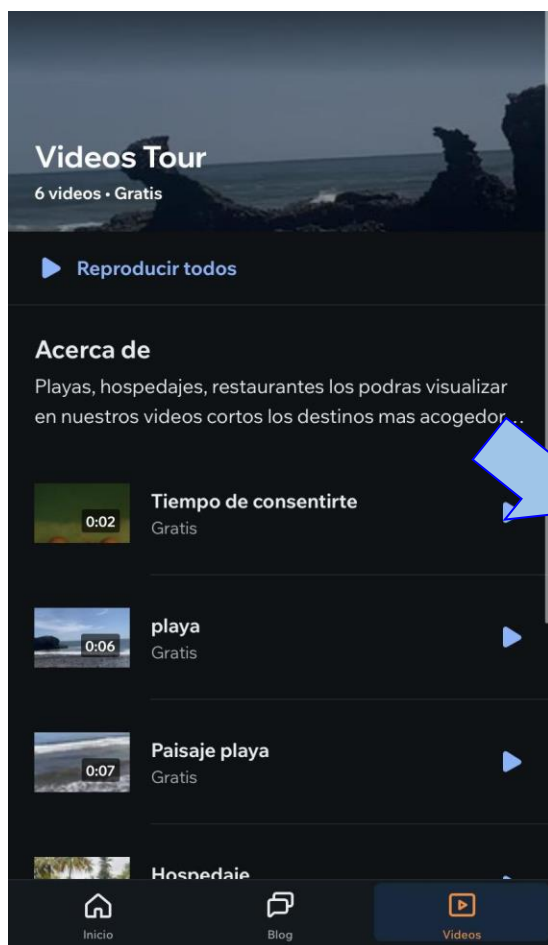 Videos Tour
6 videos • Gratis
Reproducir todos
Acerca de
Playas, hospedajes, restaurantes los podras visualizar
en nuestros videos cortos los destinos mas acogedor...
0:02
Tiempo de consentirte
Gratis
0:06
playa
Gratis
0:07
Paisaje playa
Gratis
Hospedaje
Inicio
Blog
Videos